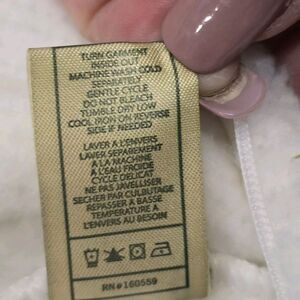 TURN GARMENT
INSIDE OUT
MACHINE WASH COLD
SEPARATELY
GENTLE CYCLE
DO NOT BLEACH
TUMBLE DRY LOW
COOL IRON ON REVERSE
SIDE IF NEEDED
LAVER A L'ENVERS
LAVER SEPAREMENT
A LA MACHINE
A L'EAU FROIDE
CYCLE DELICAT
NE PAS JAVELLISER
SECHER PAR CULBUTAGE
REPASSER A BASSE
TEMPERATURE A
L'ENVERS AU BESOIN
RN# 160559